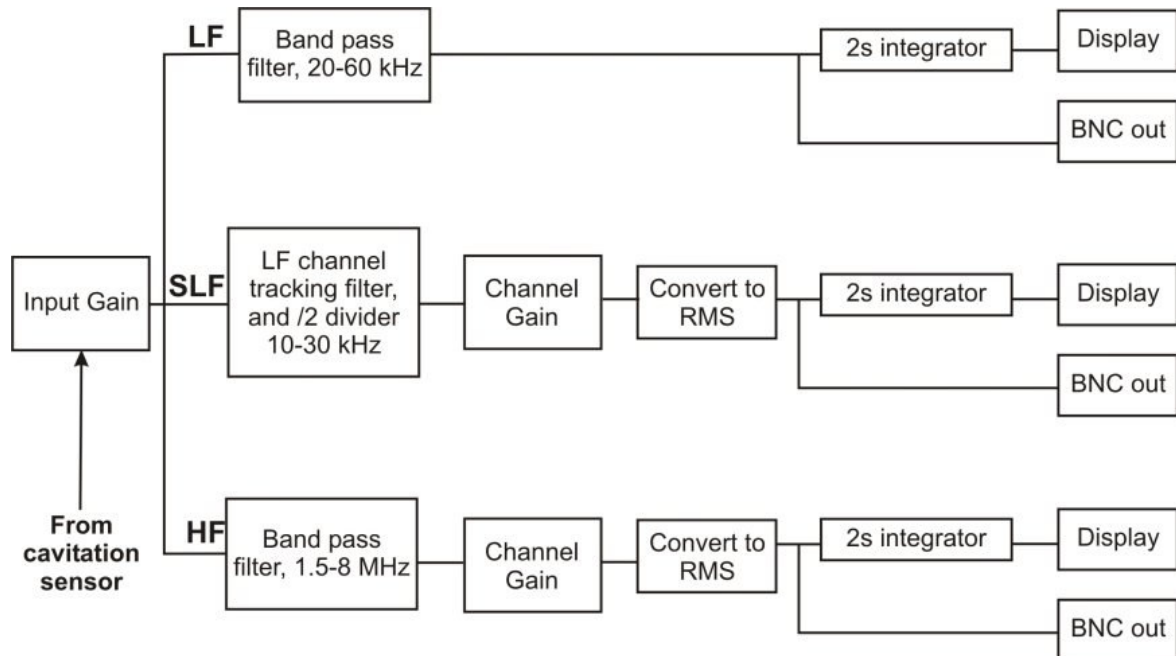 LF
Band pass
filter, 20-60 kHz
2s integrator
Display
BNC out
Input Gain
SLF
LF channel
tracking filter,
and /2 divider
10-30 kHz
Channel
Gain
Convert to
RMS
2s integrator
Display
BNC out
From
cavitation
sensor
HF
Band pass
filter, 1.5-8 MHz
Channel
Gain
Convert to
RMS
2s integrator
Display
BNC out